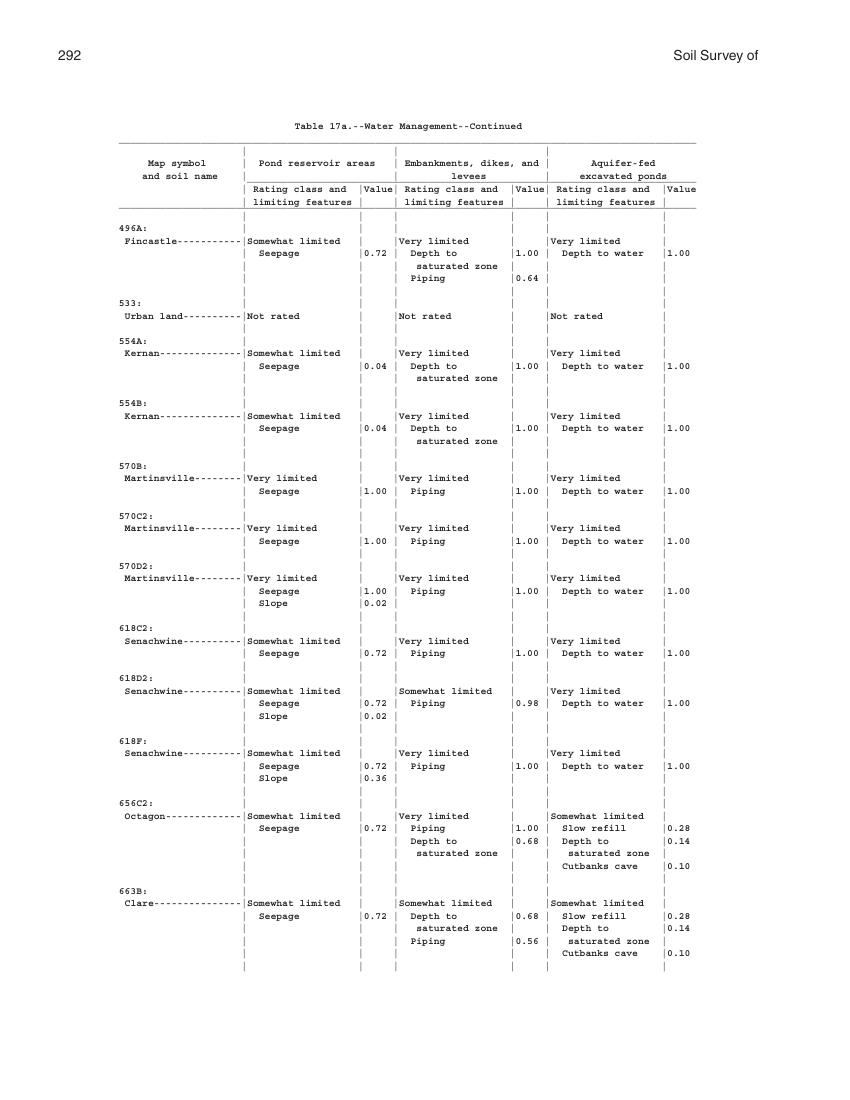 292 Soil Survey of
Table 17a.--Water Management--Continued
Map symbol | Pond reservoir areas | Embankments, dikes, and | Aquifer-fed
and soil name | | levees | excavated ponds
| Rating class and |Value| Rating class and |Value| Rating class and |Value
| limiting features | | limiting features | | limiting features |
496A:
Fincastle-----------|Somewhat limited | |Very limited | |Very limited |
| Seepage |0.72 | Depth to |1.00 | Depth to water |1.00
| | | saturated zone | | |
| | | Piping |0.64 | |
533:
Urban land----------|Not rated | |Not rated | |Not rated |
554A:
Kernan--------------|Somewhat limited | |Very limited | |Very limited |
| Seepage |0.04 | Depth to |1.00 | Depth to water |1.00
| | | saturated zone | | |
554B:
Kernan--------------|Somewhat limited | |Very limited | |Very limited |
| Seepage |0.04 | Depth to |1.00 | Depth to water |1.00
| | | saturated zone | | |
570B:
Martinsville--------|Very limited | |Very limited | |Very limited |
| Seepage |1.00 | Piping |1.00 | Depth to water |1.00
570C2:
Martinsville--------|Very limited | |Very limited | |Very limited |
| Seepage |1.00 | Piping |1.00 | Depth to water |1.00
570D2:
Martinsville--------|Very limited | |Very limited | |Very limited |
| Seepage |1.00 | Piping |1.00 | Depth to water |1.00
| Slope |0.02 | | | |
618C2:
Senachwine----------|Somewhat limited | |Very limited | |Very limited |
| Seepage |0.72 | Piping |1.00 | Depth to water |1.00
618D2:
Senachwine----------|Somewhat limited | |Somewhat limited | |Very limited |
| Seepage |0.72 | Piping |0.98 | Depth to water |1.00
| Slope |0.02 | | | |
618F:
Senachwine----------|Somewhat limited | |Very limited | |Very limited |
| Seepage |0.72 | Piping |1.00 | Depth to water |1.00
| Slope |0.36 | | | |
656C2:
Octagon-------------|Somewhat limited | |Very limited | |Somewhat limited |
| Seepage |0.72 | Piping |1.00 | Slow refill |0.28
| | | Depth to |0.68 | Depth to |0.14
| | | saturated zone | | saturated zone |
| | | | | Cutbanks cave |0.10
663B:
Clare---------------|Somewhat limited | |Somewhat limited | |Somewhat limited |
| Seepage |0.72 | Depth to |0.68 | Slow refill |0.28
| | | saturated zone | | Depth to |0.14
| | | Piping |0.56 | saturated zone |
| | | | | Cutbanks cave |0.10